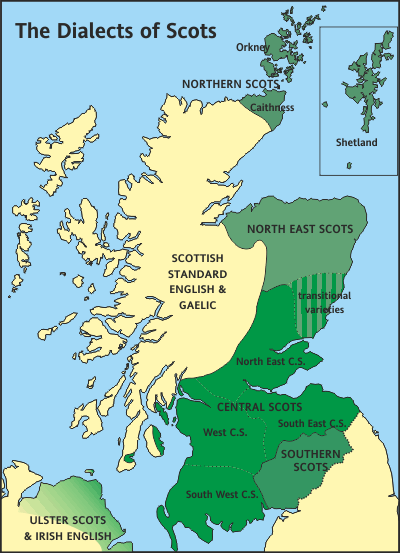 The Dialects of Scots
Orkney
NORTHERN SCOTS
Caithness
Shetland
NORTH EAST SCOTS
SCOTTISH
STANDARD
ENGLISH &
GAELIC
transitional
varieties
North East C.S.
CENTRAL SCOTS
South East C.S.
West C.S.
SOUTHERN
SCOTS
South West C.S.
ULSTER SCOTS
& IRISH ENGLISH